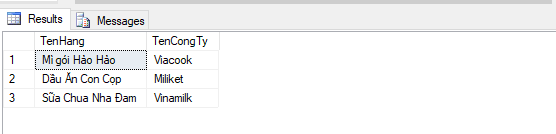 Results Messages
TenHang TenCongTy
1 Mì gói Hảo Hảo Viacook
2 Dầu Ăn Con Cọp Miliket
3 Sữa Chua Nha Đam Vinamilk